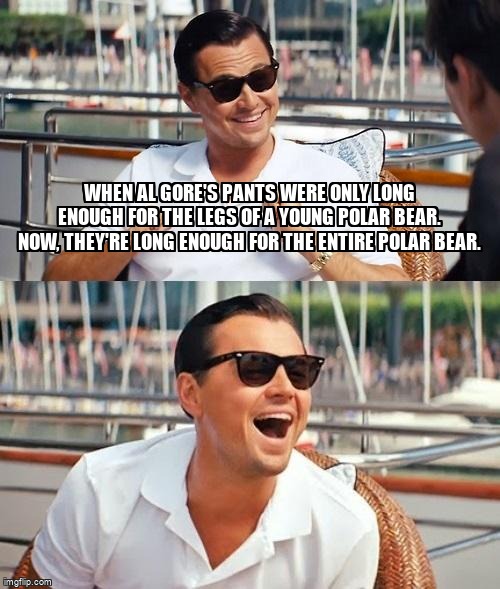 WHEN AL GORE'S PANTS WERE ONLY LONG
ENOUGH FOR THE LEGS OF A YOUNG POLAR BEAR.
NOW, THEY'RE LONG ENOUGH FOR THE ENTIRE POLAR BEAR.
imgflip.com